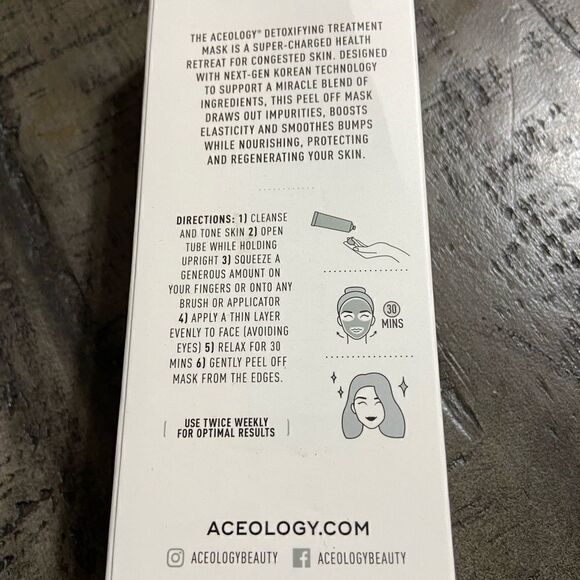 THE ACEOLOGY® DETOXIFYING TREATMENT
MASK IS A SUPER-CHARGED HEALTH
RETREAT FOR CONGESTED SKIN. DESIGNED
WITH NEXT-GEN KOREAN TECHNOLOGY
TO SUPPORT A MIRACLE BLEND OF
INGREDIENTS, THIS PEEL OFF MASK
DRAWS OUT IMPURITIES, BOOSTS
ELASTICITY AND SMOOTHES BUMPS
WHILE NOURISHING, PROTECTING
AND REGENERATING YOUR SKIN.
DIRECTIONS: 1) CLEANSE
AND TONE SKIN 2) OPEN
TUBE WHILE HOLDING
UPRIGHT 3) SQUEEZE A
GENEROUS AMOUNT ON
YOUR FINGERS OR ONTO ANY
BRUSH OR APPLICATOR
4) APPLY A THIN LAYER
EVENLY TO FACE (AVOIDING
EYES) 5) RELAX FOR 30
MINS 6) GENTLY PEEL OFF
MASK FROM THE EDGES.
30
MINS
USE TWICE WEEKLY
FOR OPTIMAL RESULTS
ACEOLOGY.COM
ACEOLOGYBEAUTY ACEOLOGYBEAUTY